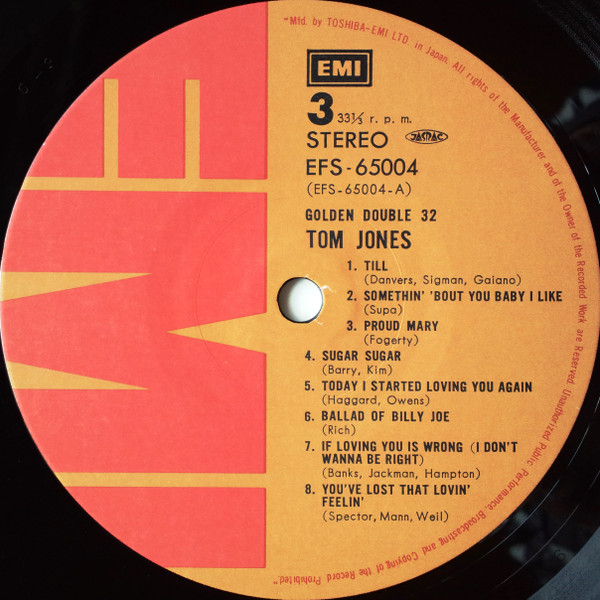 EMI
3 33⅓ r. p. m.
STEREO JASRAC
EFS-65004
(EFS-65004-A)
GOLDEN DOUBLE 32
TOM JONES
1. TILL
(Danvers, Sigman, Gaiano)
2. SOMETHIN' 'BOUT YOU BABY I LIKE
(Supa)
3. PROUD MARY
(Fogerty)
4. SUGAR SUGAR
(Barry, Kim)
5. TODAY I STARTED LOVING YOU AGAIN
(Haggard, Owens)
6. BALLAD OF BILLY JOE
(Rich)
7. IF LOVING YOU IS WRONG (I DON'T
WANNA BE RIGHT)
(Banks, Jackman, Hampton)
8. YOU'VE LOST THAT LOVIN'
FEELIN'
(Spector, Mann, Weil)
"Mfd. by TOSHIBA-EMI LTD. in Japan. All rights of the Manufacturer and of the Owner of the Recorded Work are Reserved. Unauthorized Public Performance, Broadcasting and Copying of the Record Prohibited."
EMI